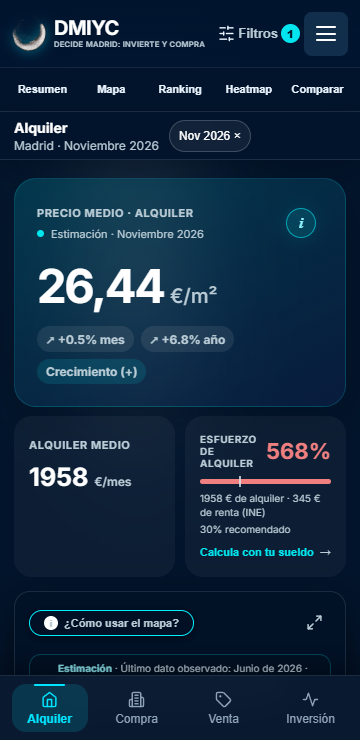 DMIYC
DECIDE MADRID: INVIERTE Y COMPRA
Filtros 1
Resumen Mapa Ranking Heatmap Comparar
Alquiler
Madrid · Noviembre 2026
Nov 2026 ×
PRECIO MEDIO · ALQUILER
Estimación · Noviembre 2026
i
26,44 €/m²
↗ +0.5% mes ↗ +6.8% año
Crecimiento (+)
ALQUILER MEDIO
1958 €/mes
ESFUERZO
DE
ALQUILER
568%
1958 € de alquiler · 345 €
de renta (INE)
30% recomendado
Calcula con tu sueldo →
i ¿Cómo usar el mapa?
Estimación · Último dato observado: Junio de 2026 ·
Alquiler Compra Venta Inversión